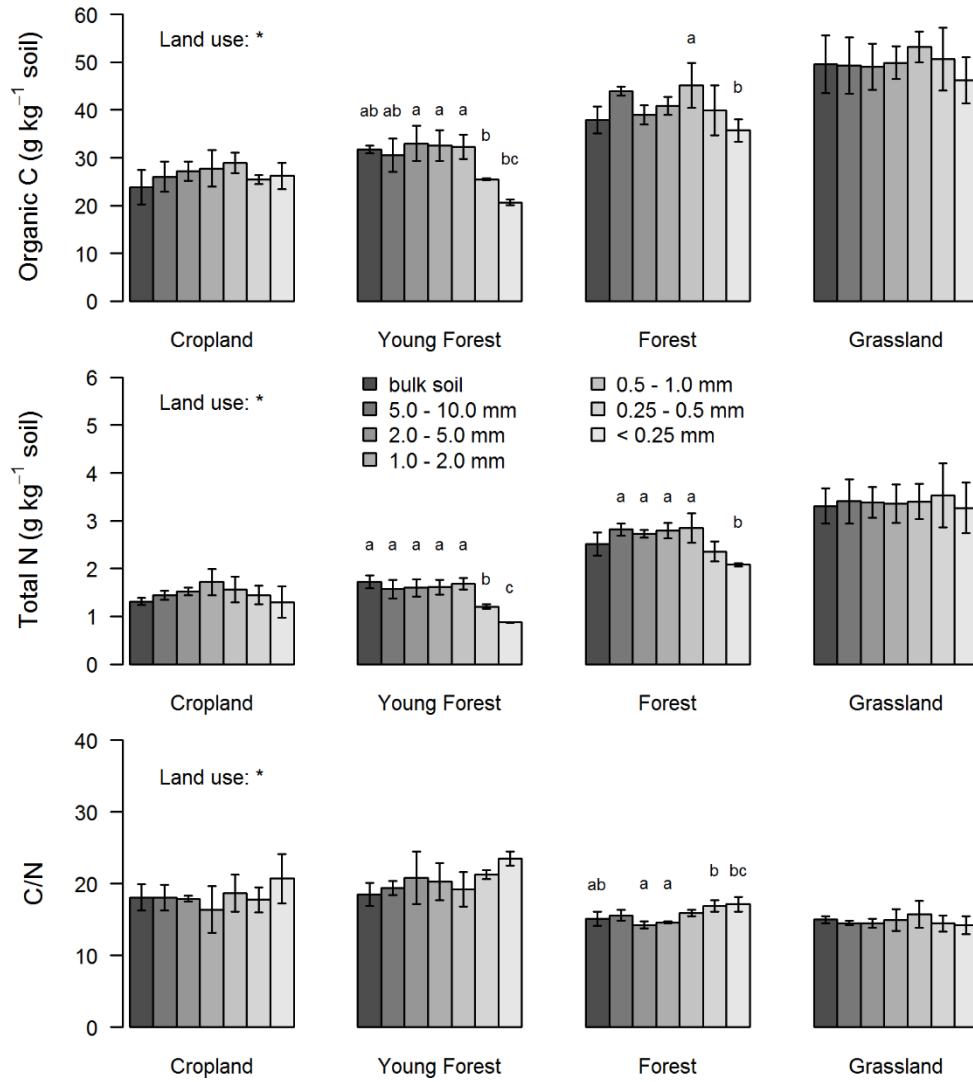 Organic C (g kg⁻¹ soil)
60
50
40
30
20
10
0
Land use: *
ab ab a a a b bc
a b
Cropland Young Forest Forest Grassland
Total N (g kg⁻¹ soil)
6
5
4
3
2
1
0
Land use: *
bulk soil
5.0 - 10.0 mm
2.0 - 5.0 mm
1.0 - 2.0 mm
0.5 - 1.0 mm
0.25 - 0.5 mm
< 0.25 mm
a a a a a b c
a a a a b
Cropland Young Forest Forest Grassland
C/N
40
30
20
10
0
Land use: *
ab a a b bc
Cropland Young Forest Forest Grassland